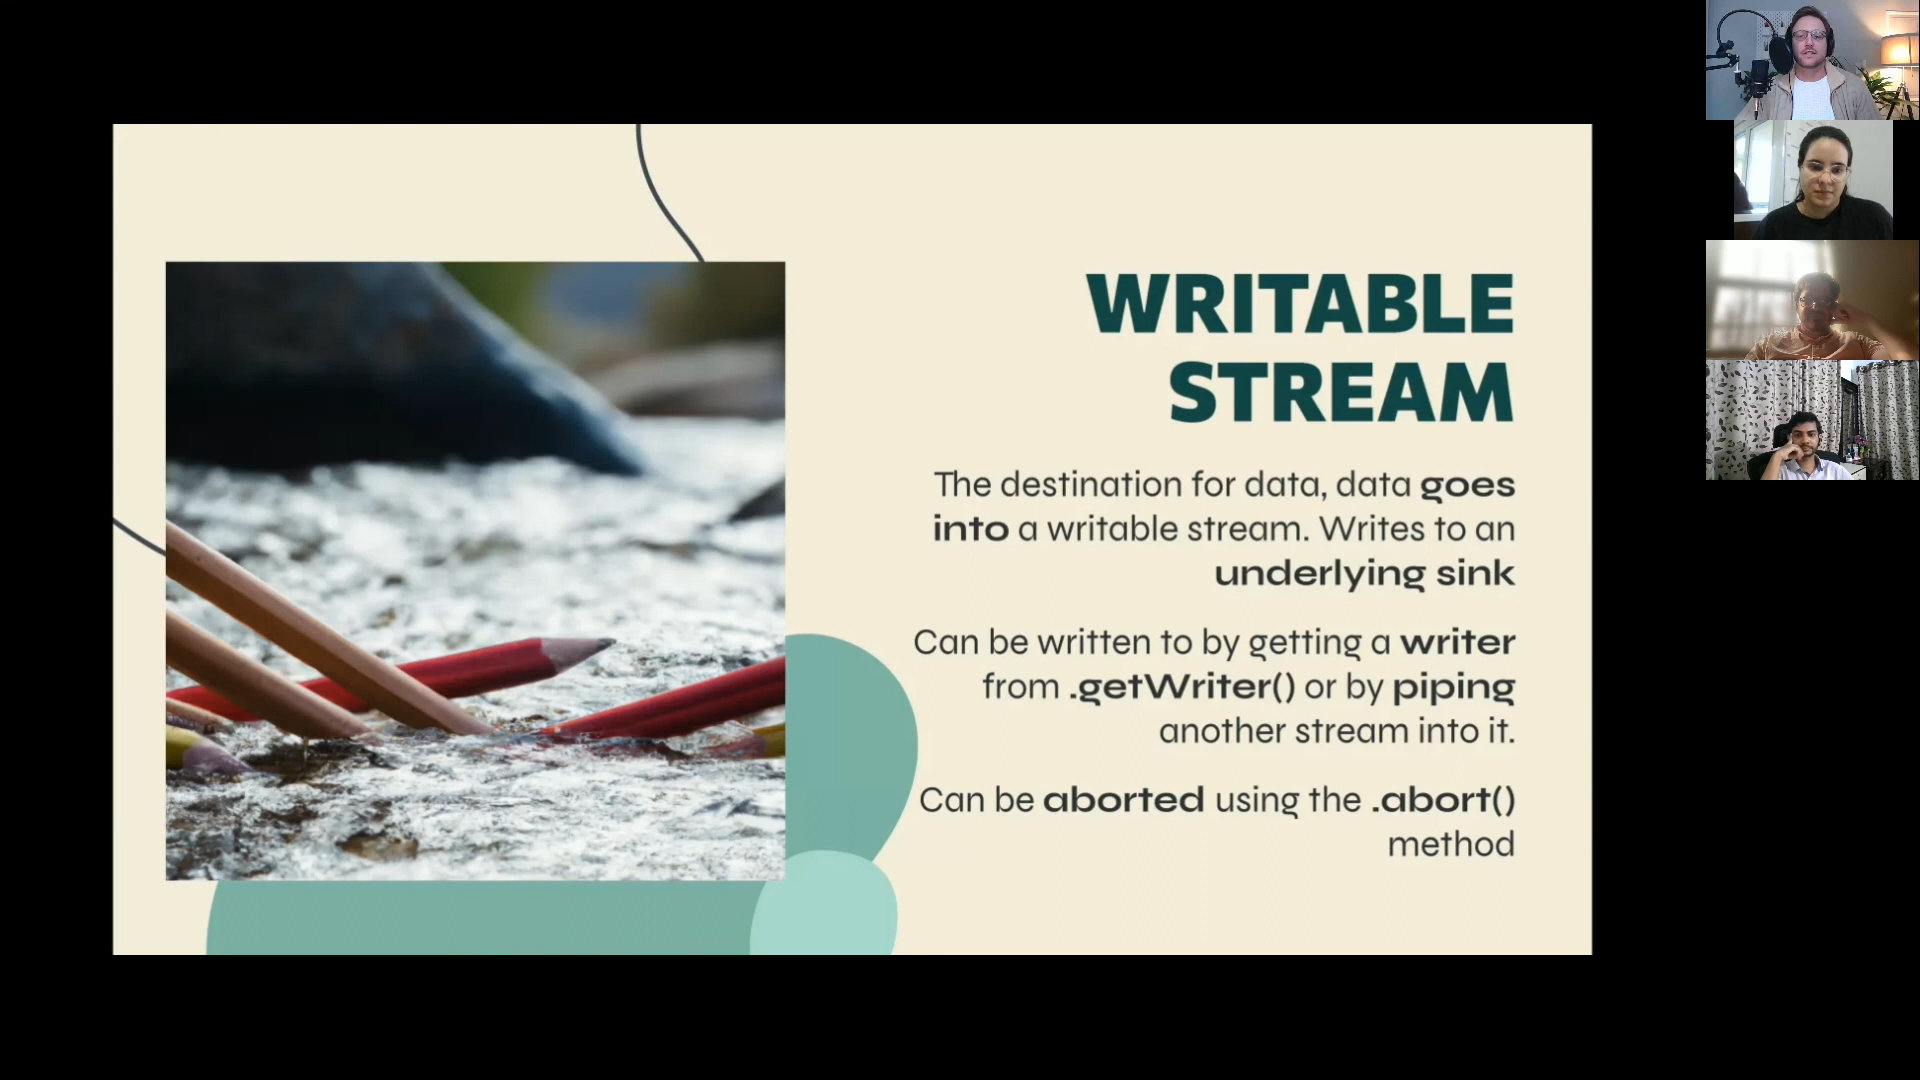 WRITABLE
STREAM
The destination for data, data goes
into a writable stream. Writes to an
underlying sink
Can be written to by getting a writer
from .getWriter() or by piping
another stream into it.
Can be aborted using the .abort()
method